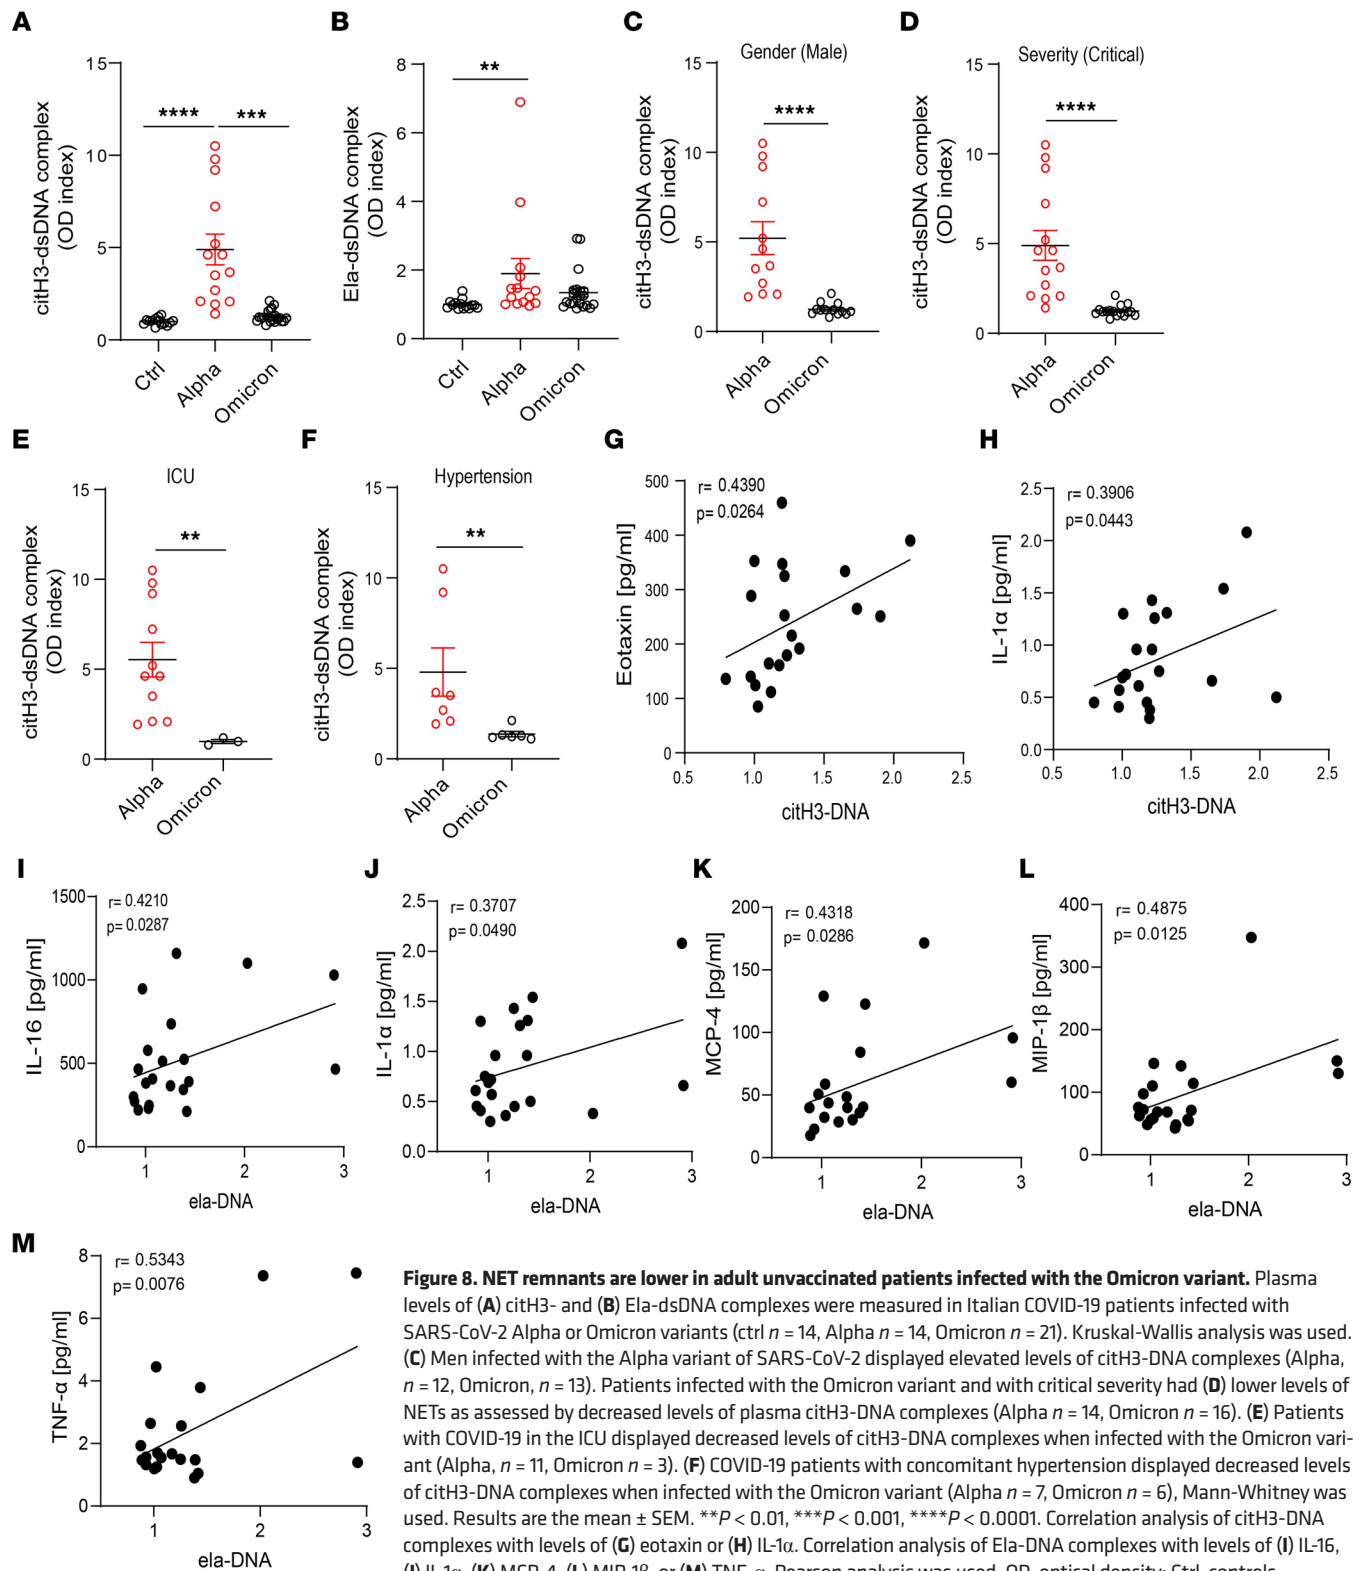 A
citH3-dsDNA complex
(OD index)
15
10
5
0
****
***
Ctrl
Alpha
Omicron
B
Ela-dsDNA complex
(OD index)
8
6
4
2
0
**
Ctrl
Alpha
Omicron
C
Gender (Male)
citH3-dsDNA complex
(OD index)
15
10
5
0
****
Alpha
Omicron
D
Severity (Critical)
citH3-dsDNA complex
(OD index)
15
10
5
0
****
Alpha
Omicron
E
ICU
citH3-dsDNA complex
(OD index)
15
10
5
0
**
Alpha
Omicron
F
Hypertension
citH3-dsDNA complex
(OD index)
15
10
5
0
**
Alpha
Omicron
G
r= 0.4390
p= 0.0264
Eotaxin [pg/ml]
500
400
300
200
100
0
0.5 1.0 1.5 2.0 2.5
citH3-DNA
H
r= 0.3906
p= 0.0443
IL-1α [pg/ml]
2.5
2.0
1.5
1.0
0.5
0.0
0.5 1.0 1.5 2.0 2.5
citH3-DNA
I
r= 0.4210
p= 0.0287
IL-16 [pg/ml]
1500
1000
500
0
1 2 3
ela-DNA
J
r= 0.3707
p= 0.0490
IL-1α [pg/ml]
2.5
2.0
1.5
1.0
0.5
0.0
1 2 3
ela-DNA
K
r= 0.4318
p= 0.0286
MCP-4 [pg/ml]
200
150
100
50
0
1 2 3
ela-DNA
L
r= 0.4875
p= 0.0125
MIP-1β [pg/ml]
400
300
200
100
0
1 2 3
ela-DNA
M
r= 0.5343
p= 0.0076
TNF-α [pg/ml]
8
6
4
2
0
1 2 3
ela-DNA
Figure 8. NET remnants are lower in adult unvaccinated patients infected with the Omicron variant. Plasma
levels of (A) citH3- and (B) Ela-dsDNA complexes were measured in Italian COVID-19 patients infected with
SARS-CoV-2 Alpha or Omicron variants (ctrl n = 14, Alpha n = 14, Omicron n = 21). Kruskal-Wallis analysis was used.
(C) Men infected with the Alpha variant of SARS-CoV-2 displayed elevated levels of citH3-DNA complexes (Alpha,
n = 12, Omicron, n = 13). Patients infected with the Omicron variant and with critical severity had (D) lower levels of
NETs as assessed by decreased levels of plasma citH3-DNA complexes (Alpha n = 14, Omicron n = 16). (E) Patients
with COVID-19 in the ICU displayed decreased levels of citH3-DNA complexes when infected with the Omicron vari-
ant (Alpha, n = 11, Omicron n = 3). (F) COVID-19 patients with concomitant hypertension displayed decreased levels
of citH3-DNA complexes when infected with the Omicron variant (Alpha n = 7, Omicron n = 6), Mann-Whitney was
used. Results are the mean ± SEM. **P < 0.01, ***P < 0.001, ****P < 0.0001. Correlation analysis of citH3-DNA
complexes with levels of (G) eotaxin or (H) IL-1α. Correlation analysis of Ela-DNA complexes with levels of (I) IL-16,
(J) IL-1α, (K) MCP-4, (L) MIP-1β, or (M) TNF-α. Pearson analysis was used. OD, optical density; Ctrl, controls.